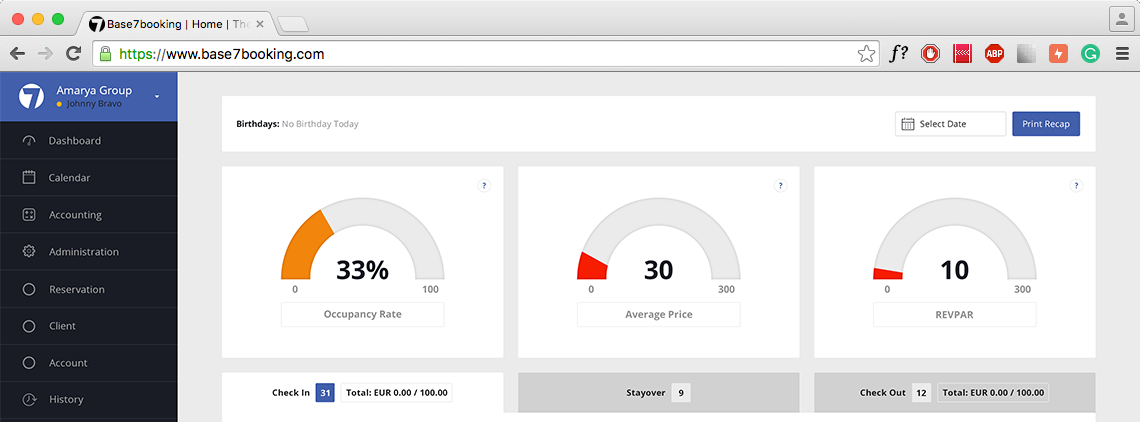 Base7booking | Home | The
https://www.base7booking.com
f?
ABP
Amarya Group
Johnny Bravo
Dashboard
Calendar
Accounting
Administration
Reservation
Client
Account
History
Birthdays: No Birthday Today
Select Date
Print Recap
?
33%
0 100
Occupancy Rate
?
30
0 300
Average Price
?
10
0 300
REVPAR
Check In 31 Total: EUR 0.00 / 100.00
Stayover 9
Check Out 12 Total: EUR 0.00 / 100.00